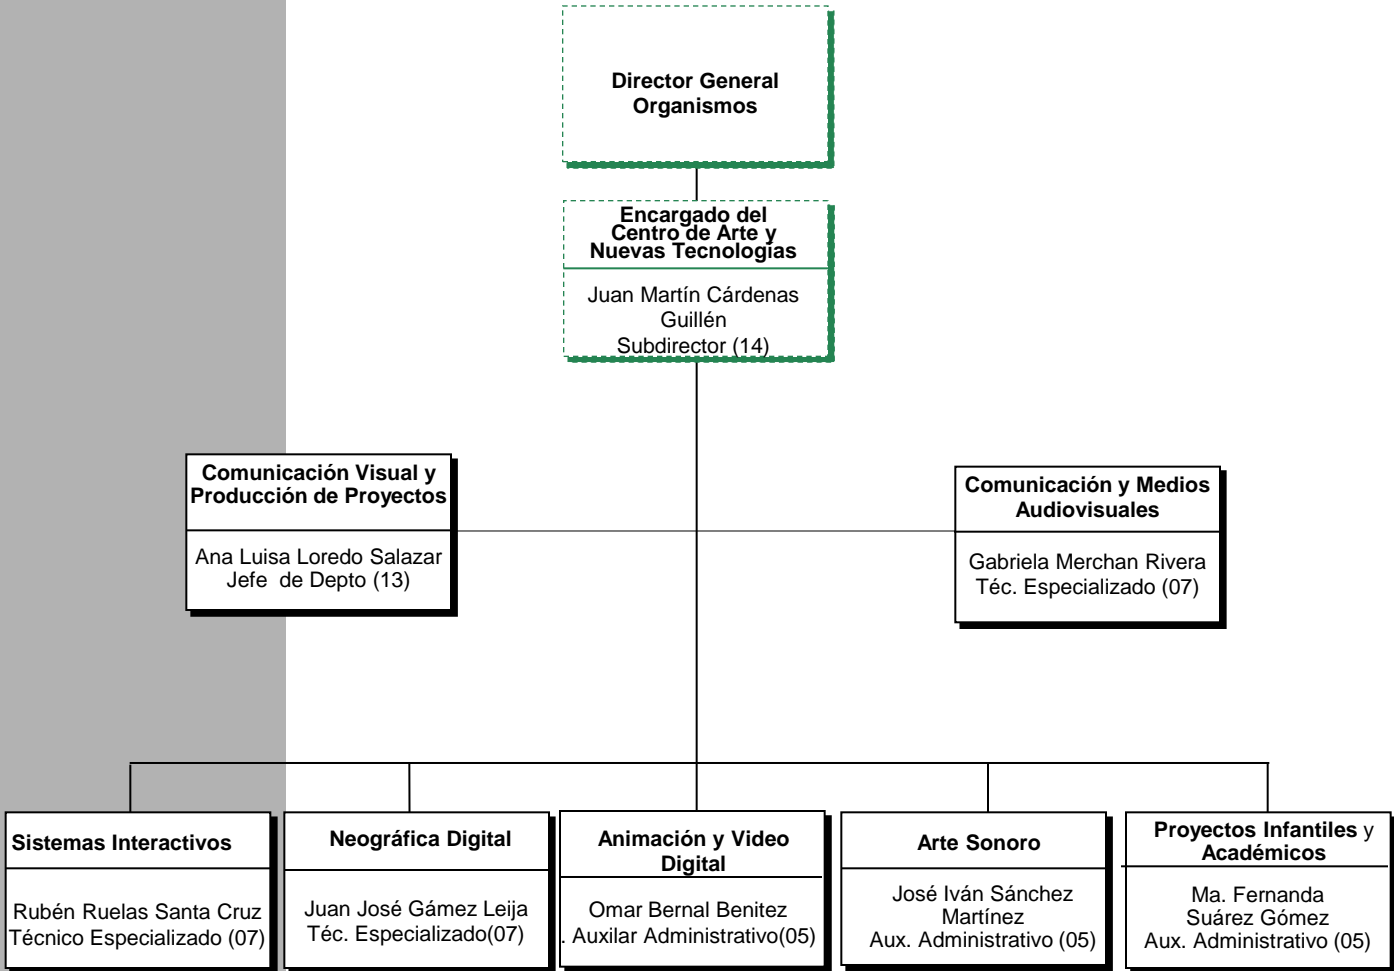 Director General
Organismos
Encargado del
Centro de Arte y
Nuevas Tecnologías
Juan Martín Cárdenas
Guillén
Subdirector (14)
Comunicación Visual y
Producción de Proyectos
Ana Luisa Loredo Salazar
Jefe de Depto (13)
Comunicación y Medios
Audiovisuales
Gabriela Merchan Rivera
Téc. Especializado (07)
Sistemas Interactivos
Rubén Ruelas Santa Cruz
Técnico Especializado (07)
Neográfica Digital
Juan José Gámez Leija
Téc. Especializado(07)
Animación y Video
Digital
Omar Bernal Benitez
. Auxilar Administrativo(05)
Arte Sonoro
José Iván Sánchez
Martínez
Aux. Administrativo (05)
Proyectos Infantiles y
Académicos
Ma. Fernanda
Suárez Gómez
Aux. Administrativo (05)